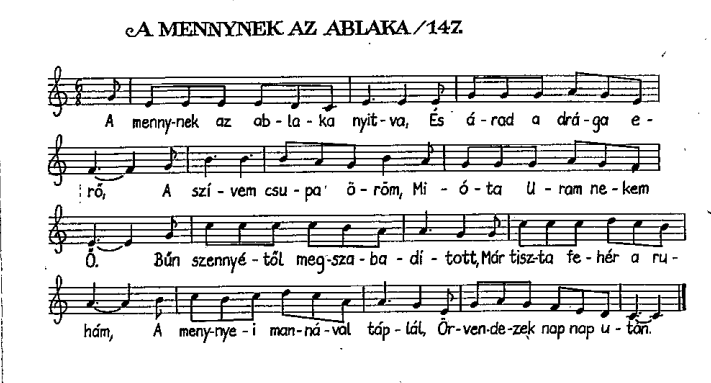 A MENNYNEK AZ ABLAKA /147.
A menny-nek az ab-la-ka nyit-va, És á-rad a drá-ga e-
rő, A szí-vem csu-pa ö-röm, Mi-ó-ta U-ram ne-kem
Ő. Bűn szennyé-től meg-sza-ba-dí-tott, Már tisz-ta fe-hér a ru-
hám, A meny-nye-i man-ná-val táp-lál, Ör-ven-de-zek nap nap u-tán.